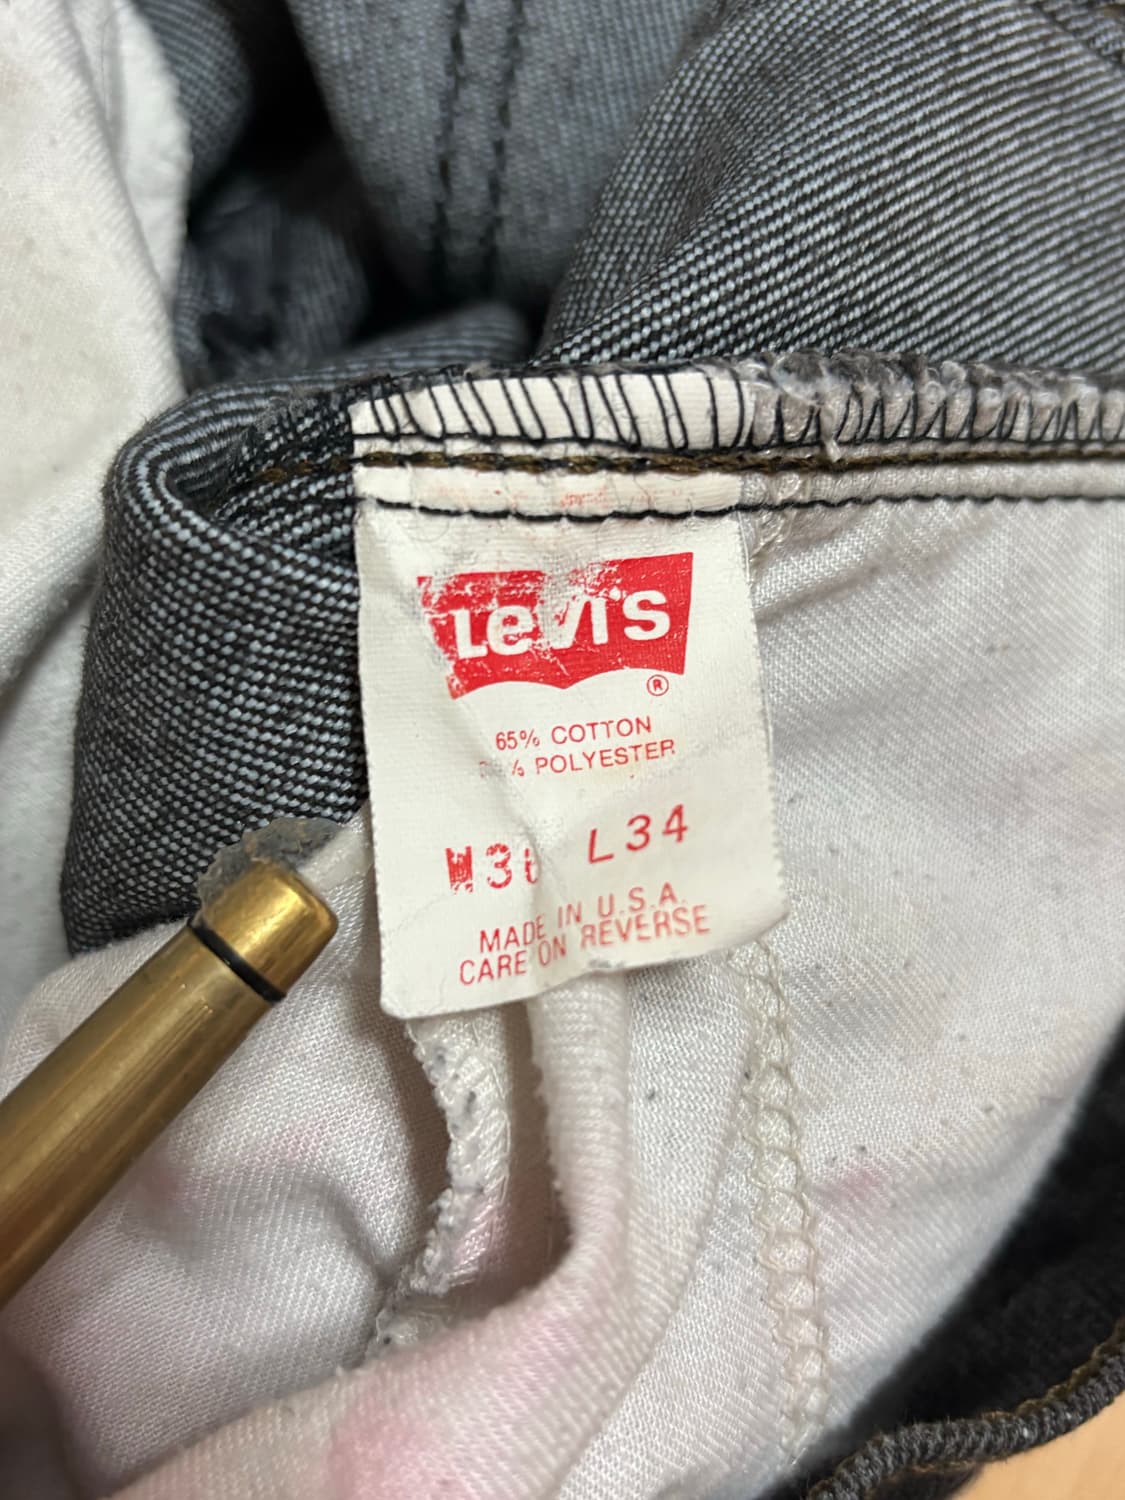 Levi's
®
65% COTTON
% POLYESTER
L34
MADE IN U.S.A.
CARE ON REVERSE